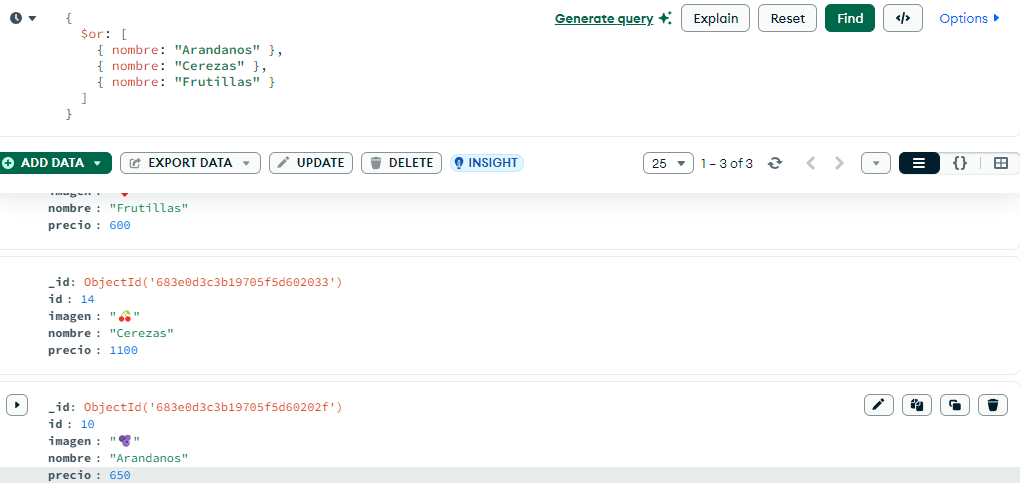 {
Generate query
Explain
Reset
Find
</>
Options
$or: [
{ nombre: "Arandanos" },
{ nombre: "Cerezas" },
{ nombre: "Frutillas" }
]
}
ADD DATA
EXPORT DATA
UPDATE
DELETE
INSIGHT
25
1 – 3 of 3
{}
imagen :
nombre : "Frutillas"
precio : 600
_id: ObjectId('683e0d3c3b19705f5d602033')
id : 14
imagen : "🍒"
nombre : "Cerezas"
precio : 1100
_id: ObjectId('683e0d3c3b19705f5d60202f')
id : 10
imagen : "🫐"
nombre : "Arandanos"
precio : 650